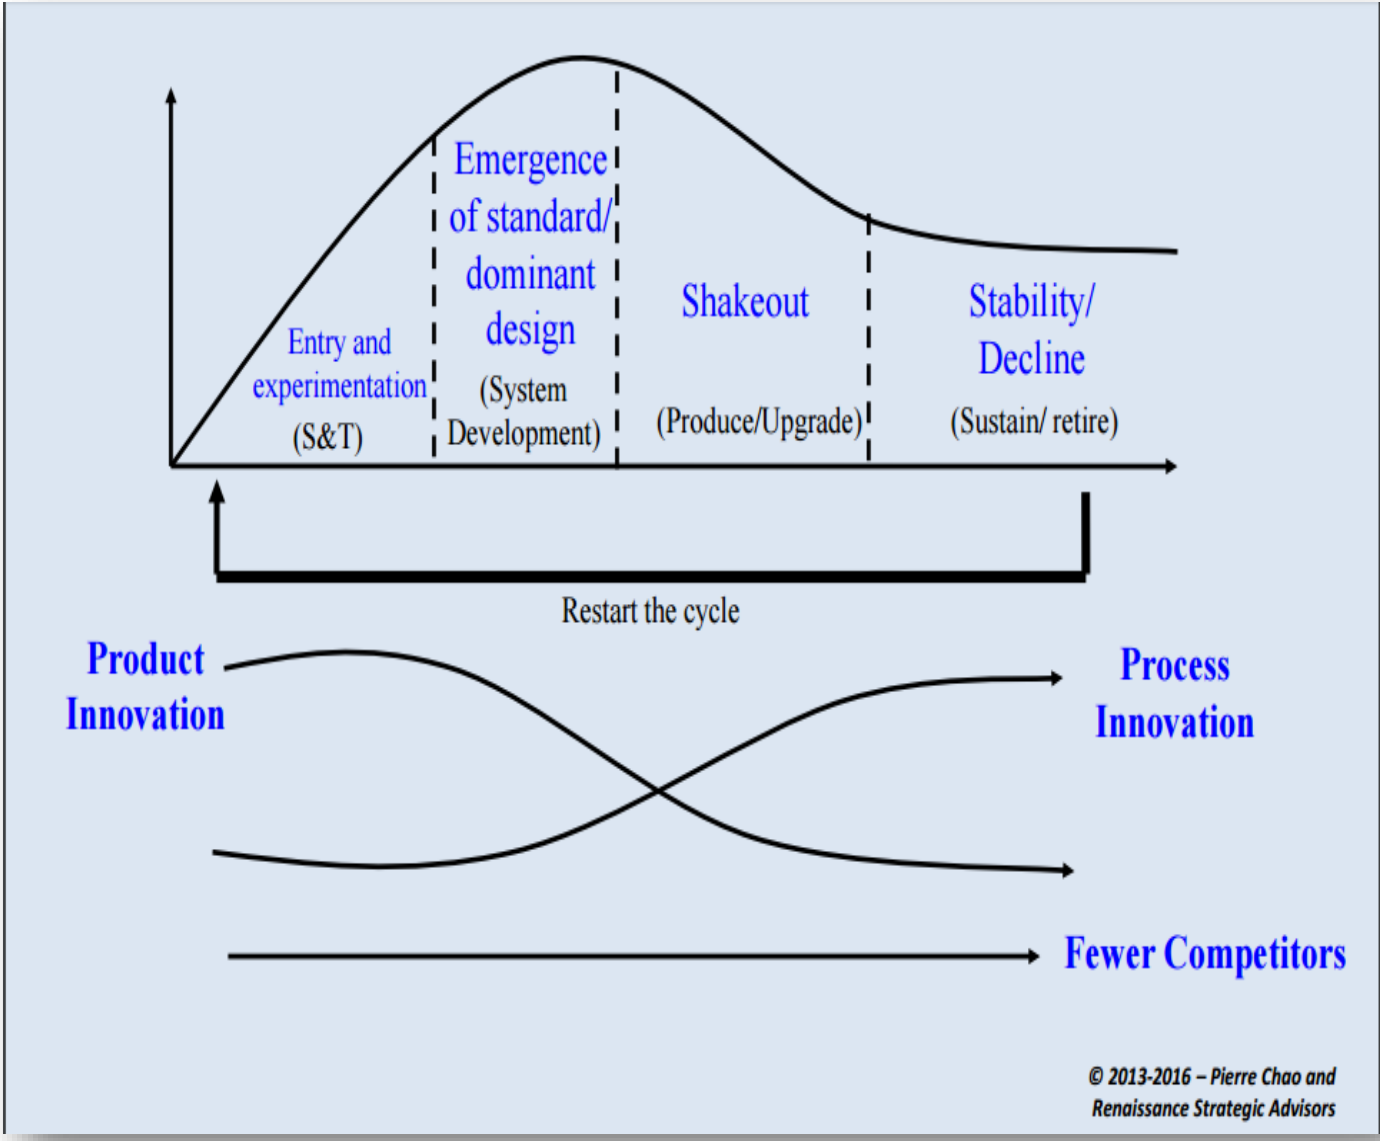 Emergence
of standard/
dominant
design
(System
Development)
Entry and
experimentation
(S&T)
Shakeout
(Produce/Upgrade)
Stability/
Decline
(Sustain/ retire)
Restart the cycle
Product
Innovation
Process
Innovation
Fewer Competitors
© 2013-2016 – Pierre Chao and
Renaissance Strategic Advisors